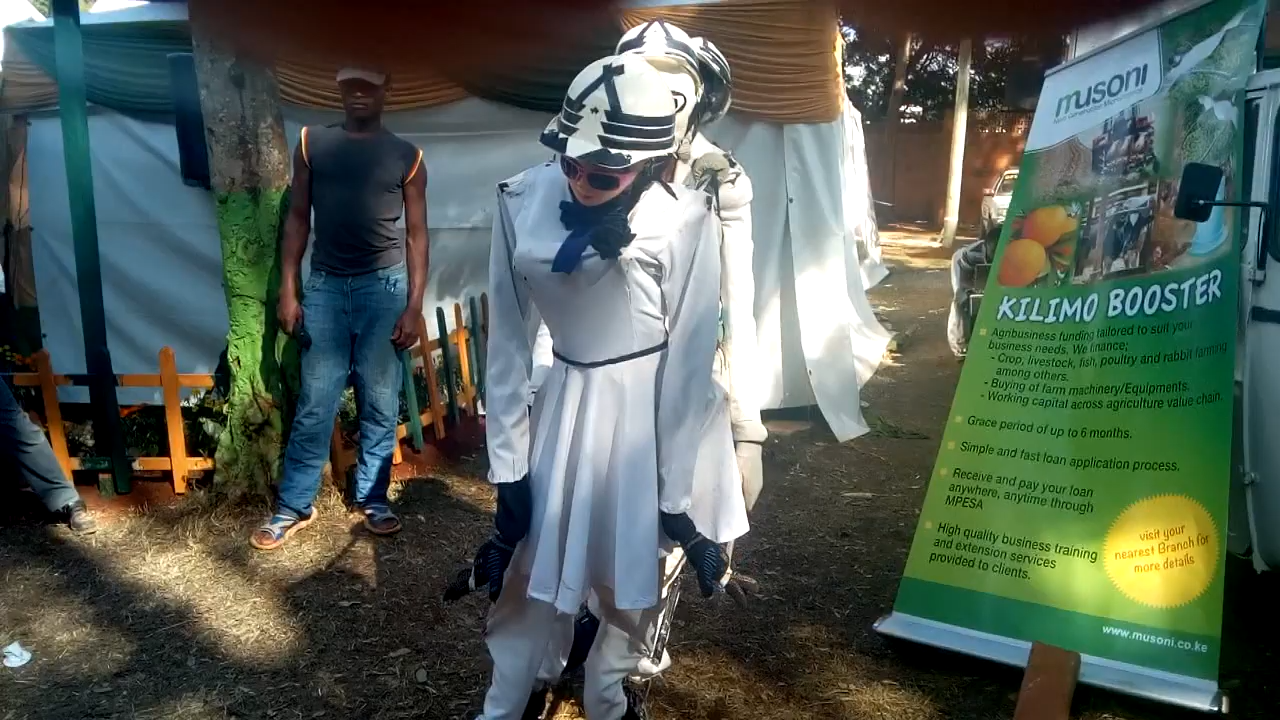 musoni
KILIMO BOOSTER
Agribusiness funding tailored to suit your
business needs. We finance;
- Crop, livestock, fish, poultry and rabbit farming
among others.
- Buying of farm machinery/Equipments.
- Working capital across agriculture value chain.
Grace period of up to 6 months.
Simple and fast loan application process.
Receive and pay your loan
anywhere, anytime through
MPESA
High quality business training
and extension services
provided to clients.
visit your
nearest Branch for
more details
www.musoni.co.ke